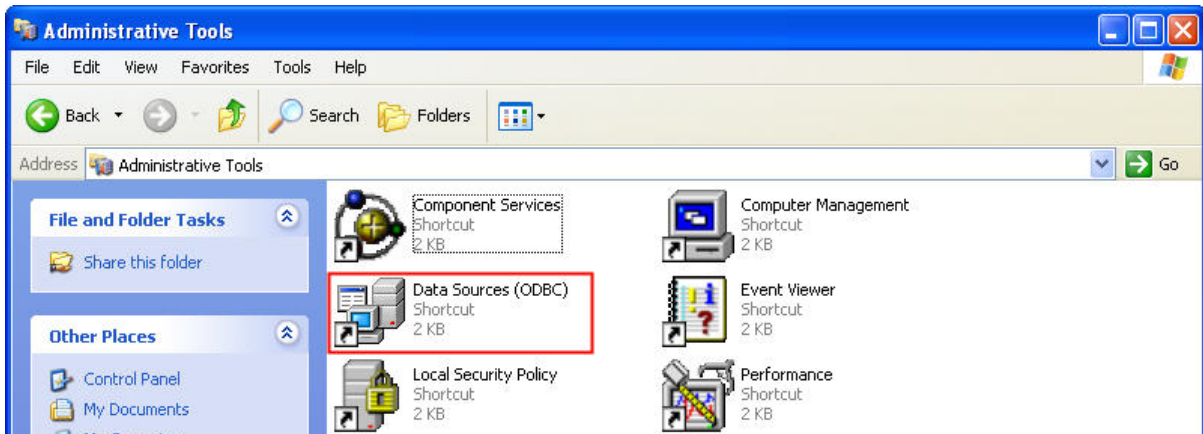 Administrative Tools
File Edit View Favorites Tools Help
Back Search Folders
Address Administrative Tools Go
File and Folder Tasks
Share this folder
Other Places
Control Panel
My Documents
Component Services
Shortcut
2 KB
Computer Management
Shortcut
2 KB
Data Sources (ODBC)
Shortcut
2 KB
Event Viewer
Shortcut
2 KB
Local Security Policy
Shortcut
2 KB
Performance
Shortcut
2 KB